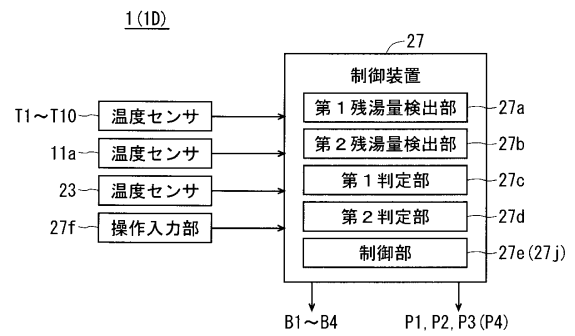 1(1D)
27
制御装置
T1～T10 温度センサ
第１残湯量検出部 27a
11a 温度センサ
第２残湯量検出部 27b
23 温度センサ
第１判定部 27c
27f 操作入力部
第２判定部 27d
制御部 27e(27j)
B1～B4 P1, P2, P3(P4)